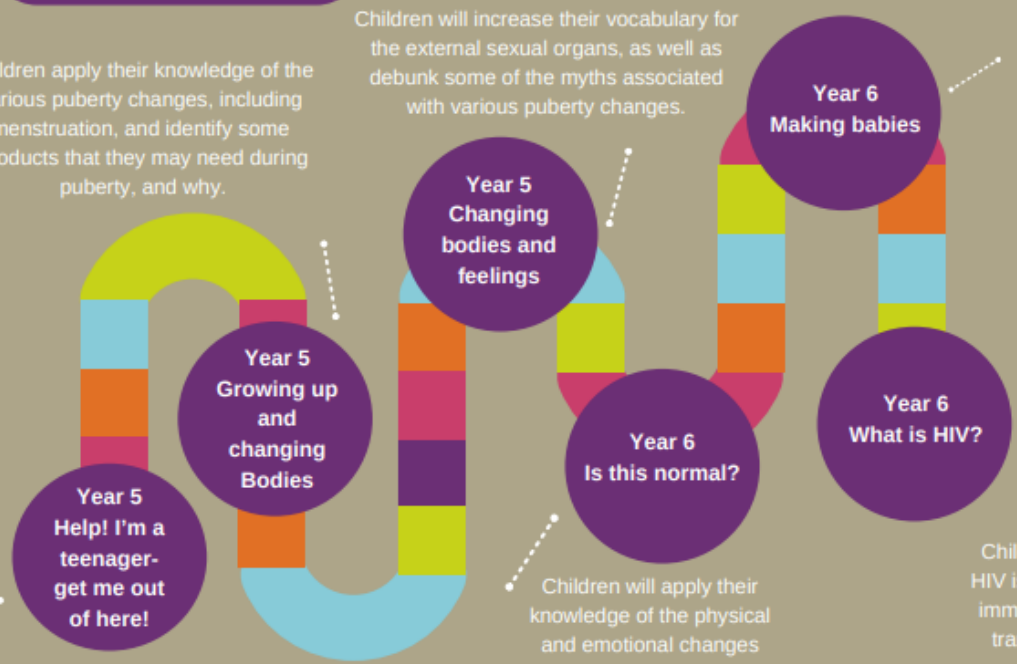 Children will increase their vocabulary for
the external sexual organs, as well as
debunk some of the myths associated
with various puberty changes.
ldren apply their knowledge of the
rious puberty changes, including
enstruation, and identify some
oducts that they may need during
puberty, and why.
Year 6
Making babies
Year 5
Changing
bodies and
feelings
Year 5
Growing up
and
changing
Bodies
Year 6
Is this normal?
Year 6
What is HIV?
Year 5
Help! I'm a
teenager-
get me out
of here!
Children will apply their
knowledge of the physical
and emotional changes
Chil
HIV i
imm
tra